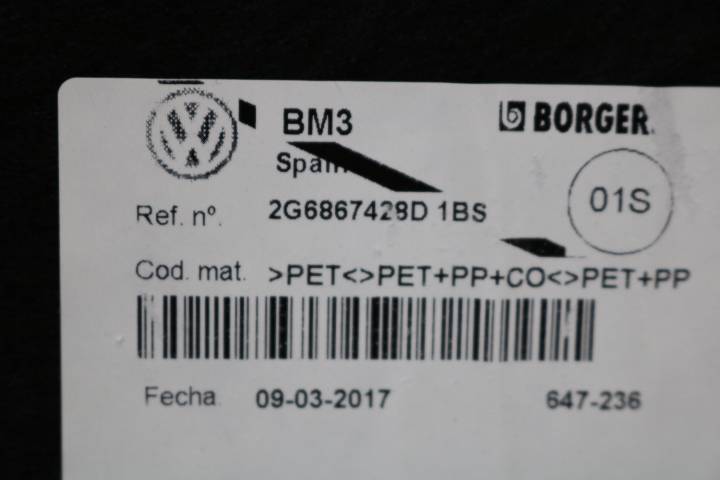 BM3 BORGER
Spain
01S
Ref. nº. 2G6867428D 1BS
Cod. mat. >PET<>PET+PP+CO<>PET+PP
Fecha 09-03-2017 647-236